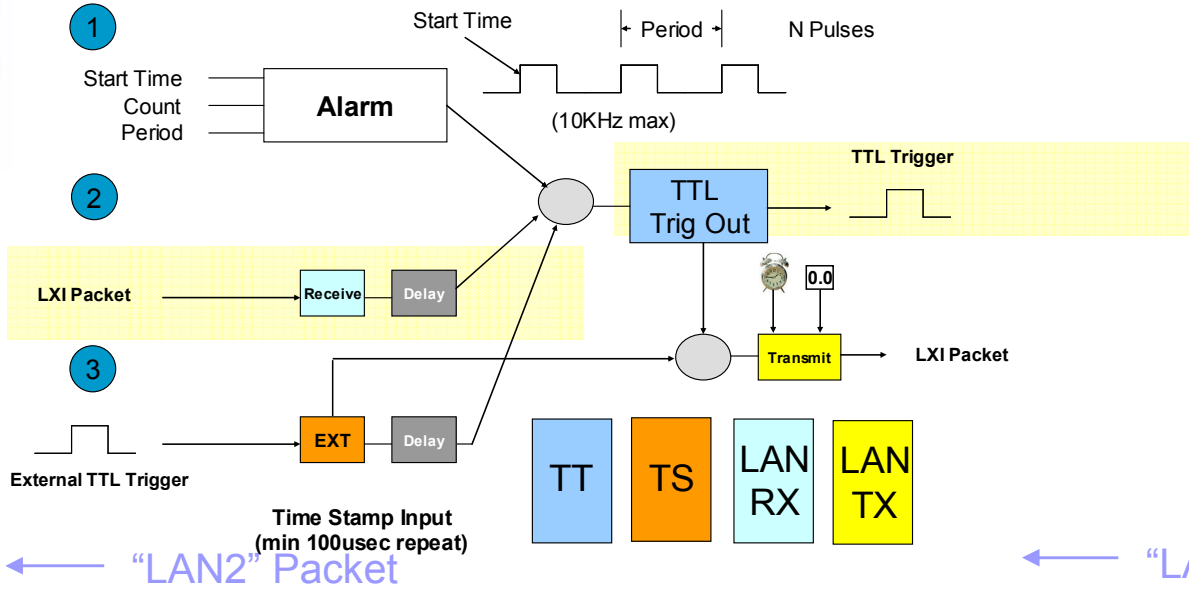 1
Start Time
Period
N Pulses
Start Time
Count
Period
Alarm
(10KHz max)
2
TTL Trigger
TTL
Trig Out
LXI Packet
Receive
Delay
0.0
3
Transmit
LXI Packet
EXT
Delay
External TTL Trigger
TT
TS
LAN
RX
LAN
TX
Time Stamp Input
(min 100usec repeat)
“LAN2” Packet
“LA